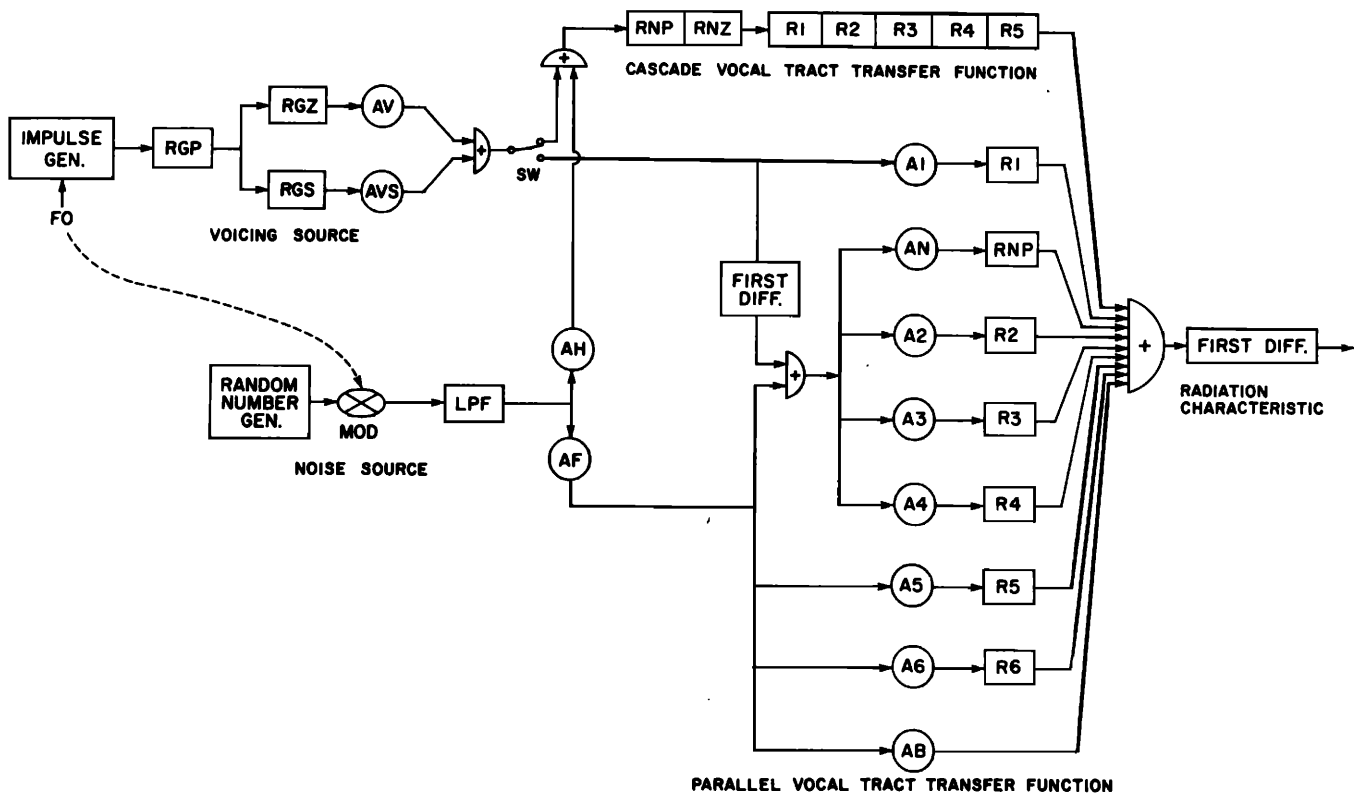 RNP RNZ
R1 R2 R3 R4 R5
+
CASCADE VOCAL TRACT TRANSFER FUNCTION
RGZ
AV
IMPULSE
GEN.
RGP
+
SW
RGS
AVS
FO
VOICING SOURCE
A1
R1
AN
RNP
FIRST
DIFF.
A2
R2
+
FIRST DIFF.
RADIATION
CHARACTERISTIC
AH
+
RANDOM
NUMBER
GEN.
MOD
LPF
NOISE SOURCE
AF
A3
R3
A4
R4
A5
R5
A6
R6
AB
PARALLEL VOCAL TRACT TRANSFER FUNCTION